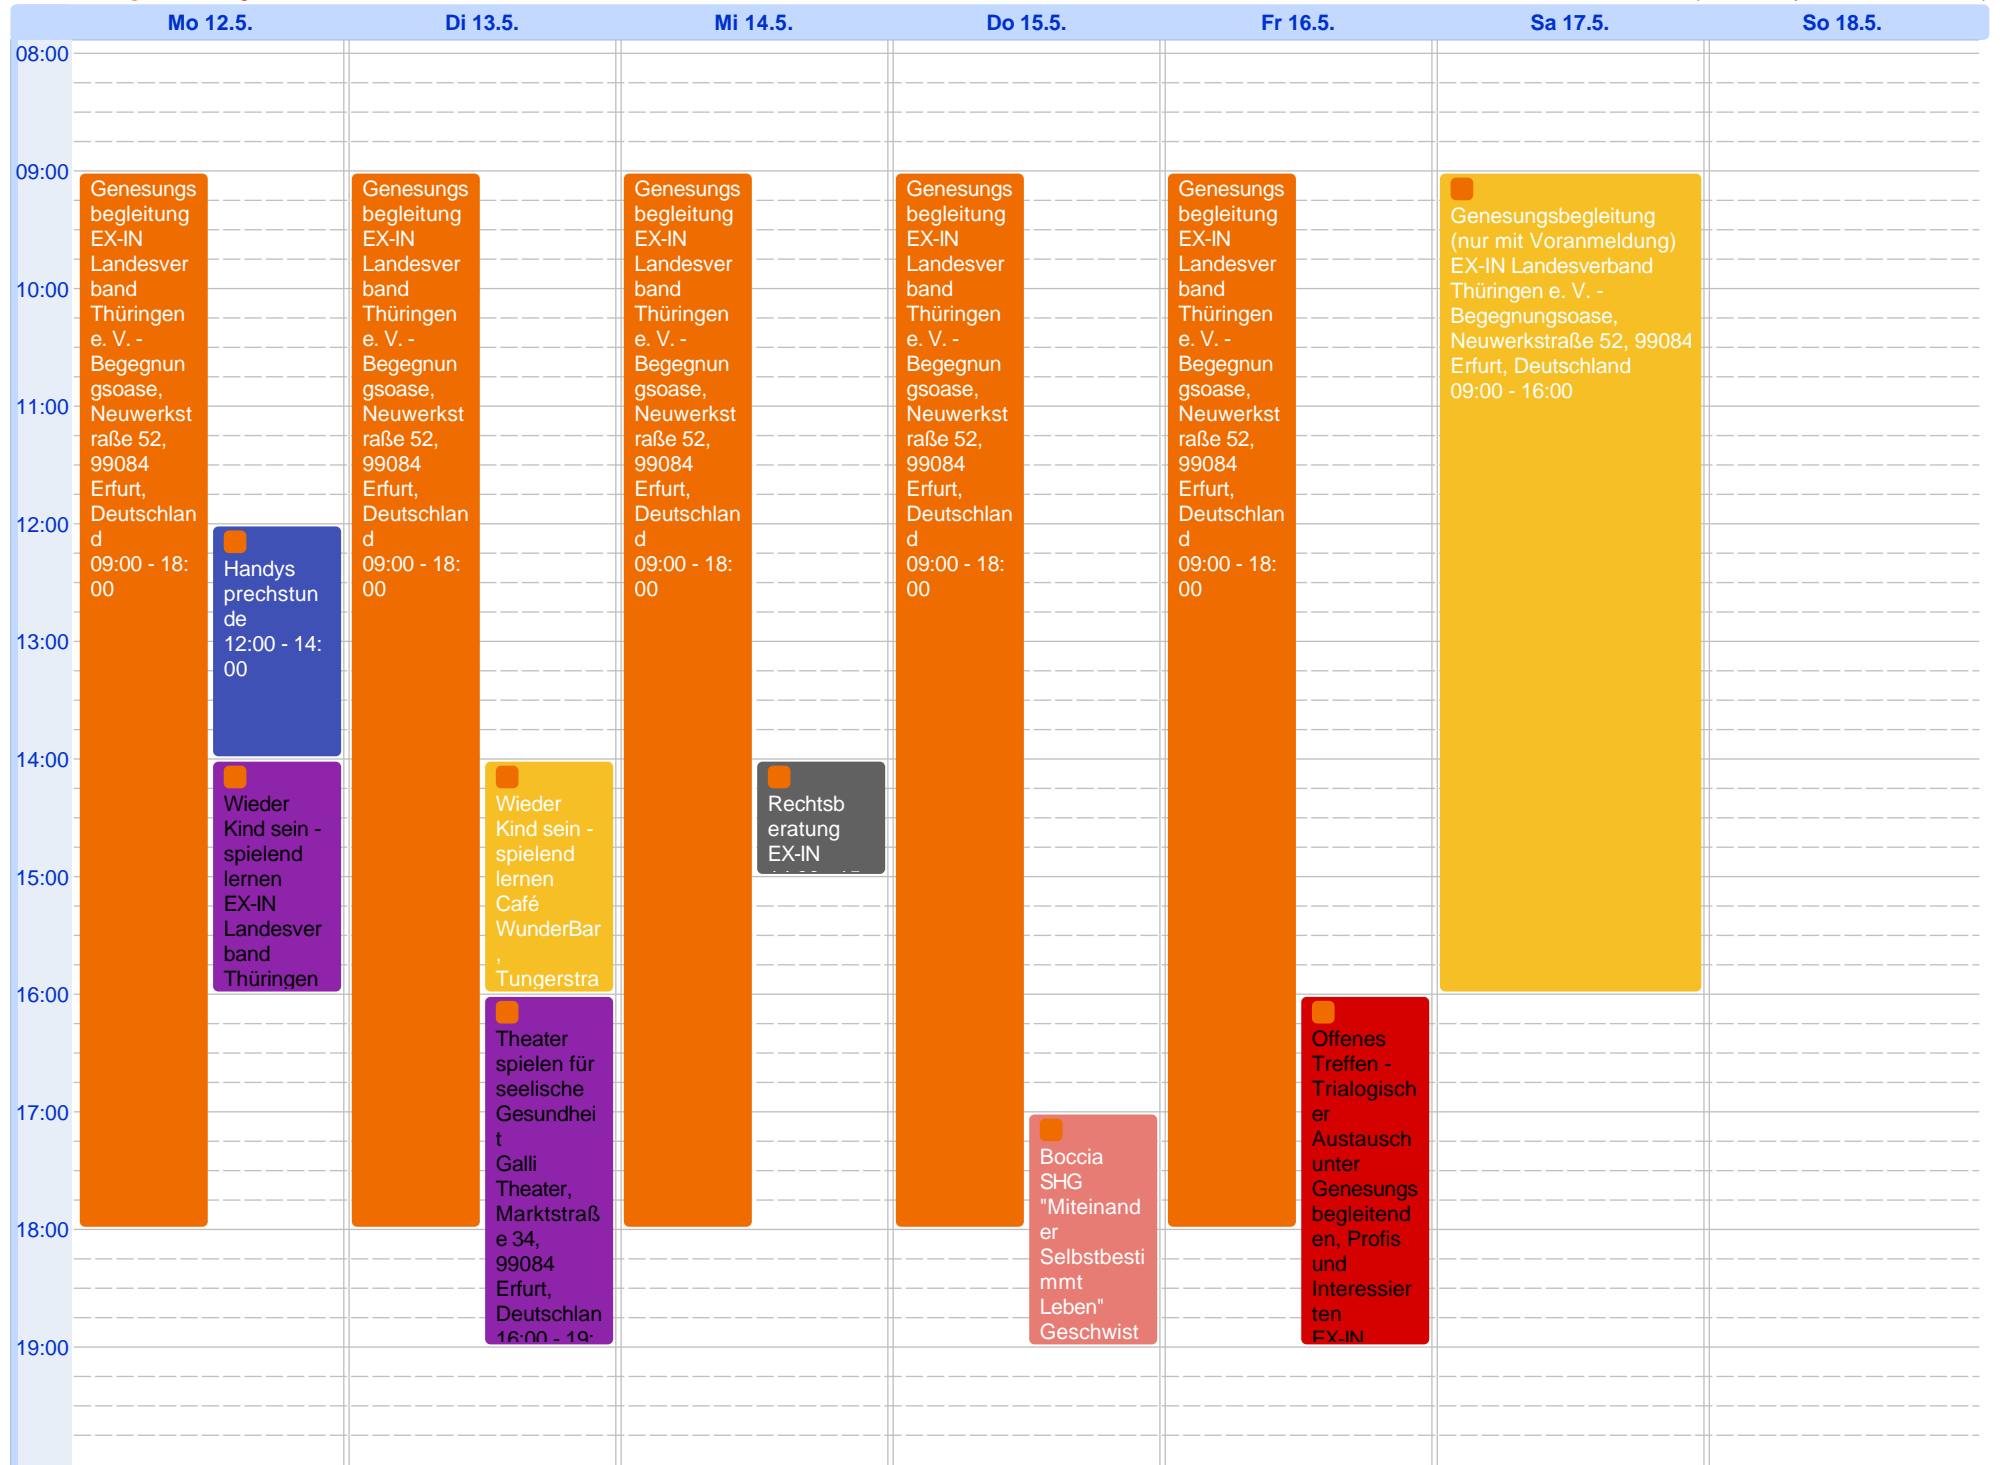 Mo 12.5.
Di 13.5.
Mi 14.5.
Do 15.5.
Fr 16.5.
Sa 17.5.
So 18.5.
08:00
09:00
10:00
11:00
12:00
13:00
14:00
15:00
16:00
17:00
18:00
19:00
Genesungs
begleitung
EX-IN
Landesver
band
Thüringen
e. V. -
Begegnun
gsoase,
Neuwerkst
raße 52,
99084
Erfurt,
Deutschlan
d
09:00 - 18:
00
Handys
prechstun
de
12:00 - 14:
00
Wieder
Kind sein -
spielend
lernen
EX-IN
Landesver
band
Thüringen
Genesungs
begleitung
EX-IN
Landesver
band
Thüringen
e. V. -
Begegnun
gsoase,
Neuwerkst
raße 52,
99084
Erfurt,
Deutschlan
d
09:00 - 18:
00
Wieder
Kind sein -
spielend
lernen
Café
WunderBar
,
Tungerstra
Theater
spielen für
seelische
Gesundhei
t
Galli
Theater,
Marktstraß
e 34,
99084
Erfurt,
Deutschlan
16:00 - 19:
Genesungs
begleitung
EX-IN
Landesver
band
Thüringen
e. V. -
Begegnun
gsoase,
Neuwerkst
raße 52,
99084
Erfurt,
Deutschlan
d
09:00 - 18:
00
Rechtsb
eratung
EX-IN
Genesungs
begleitung
EX-IN
Landesver
band
Thüringen
e. V. -
Begegnun
gsoase,
Neuwerkst
raße 52,
99084
Erfurt,
Deutschlan
d
09:00 - 18:
00
Boccia
SHG
"Miteinand
er
Selbstbesti
mmt
Leben"
Geschwist
Genesungs
begleitung
EX-IN
Landesver
band
Thüringen
e. V. -
Begegnun
gsoase,
Neuwerkst
raße 52,
99084
Erfurt,
Deutschlan
d
09:00 - 18:
00
Offenes
Treffen -
Trialogisch
er
Austausch
unter
Genesungs
begleitend
en, Profis
und
Interessier
ten
EX-IN
Genesungsbegleitung
(nur mit Voranmeldung)
EX-IN Landesverband
Thüringen e. V. -
Begegnungsoase,
Neuwerkstraße 52, 99084
Erfurt, Deutschland
09:00 - 16:00